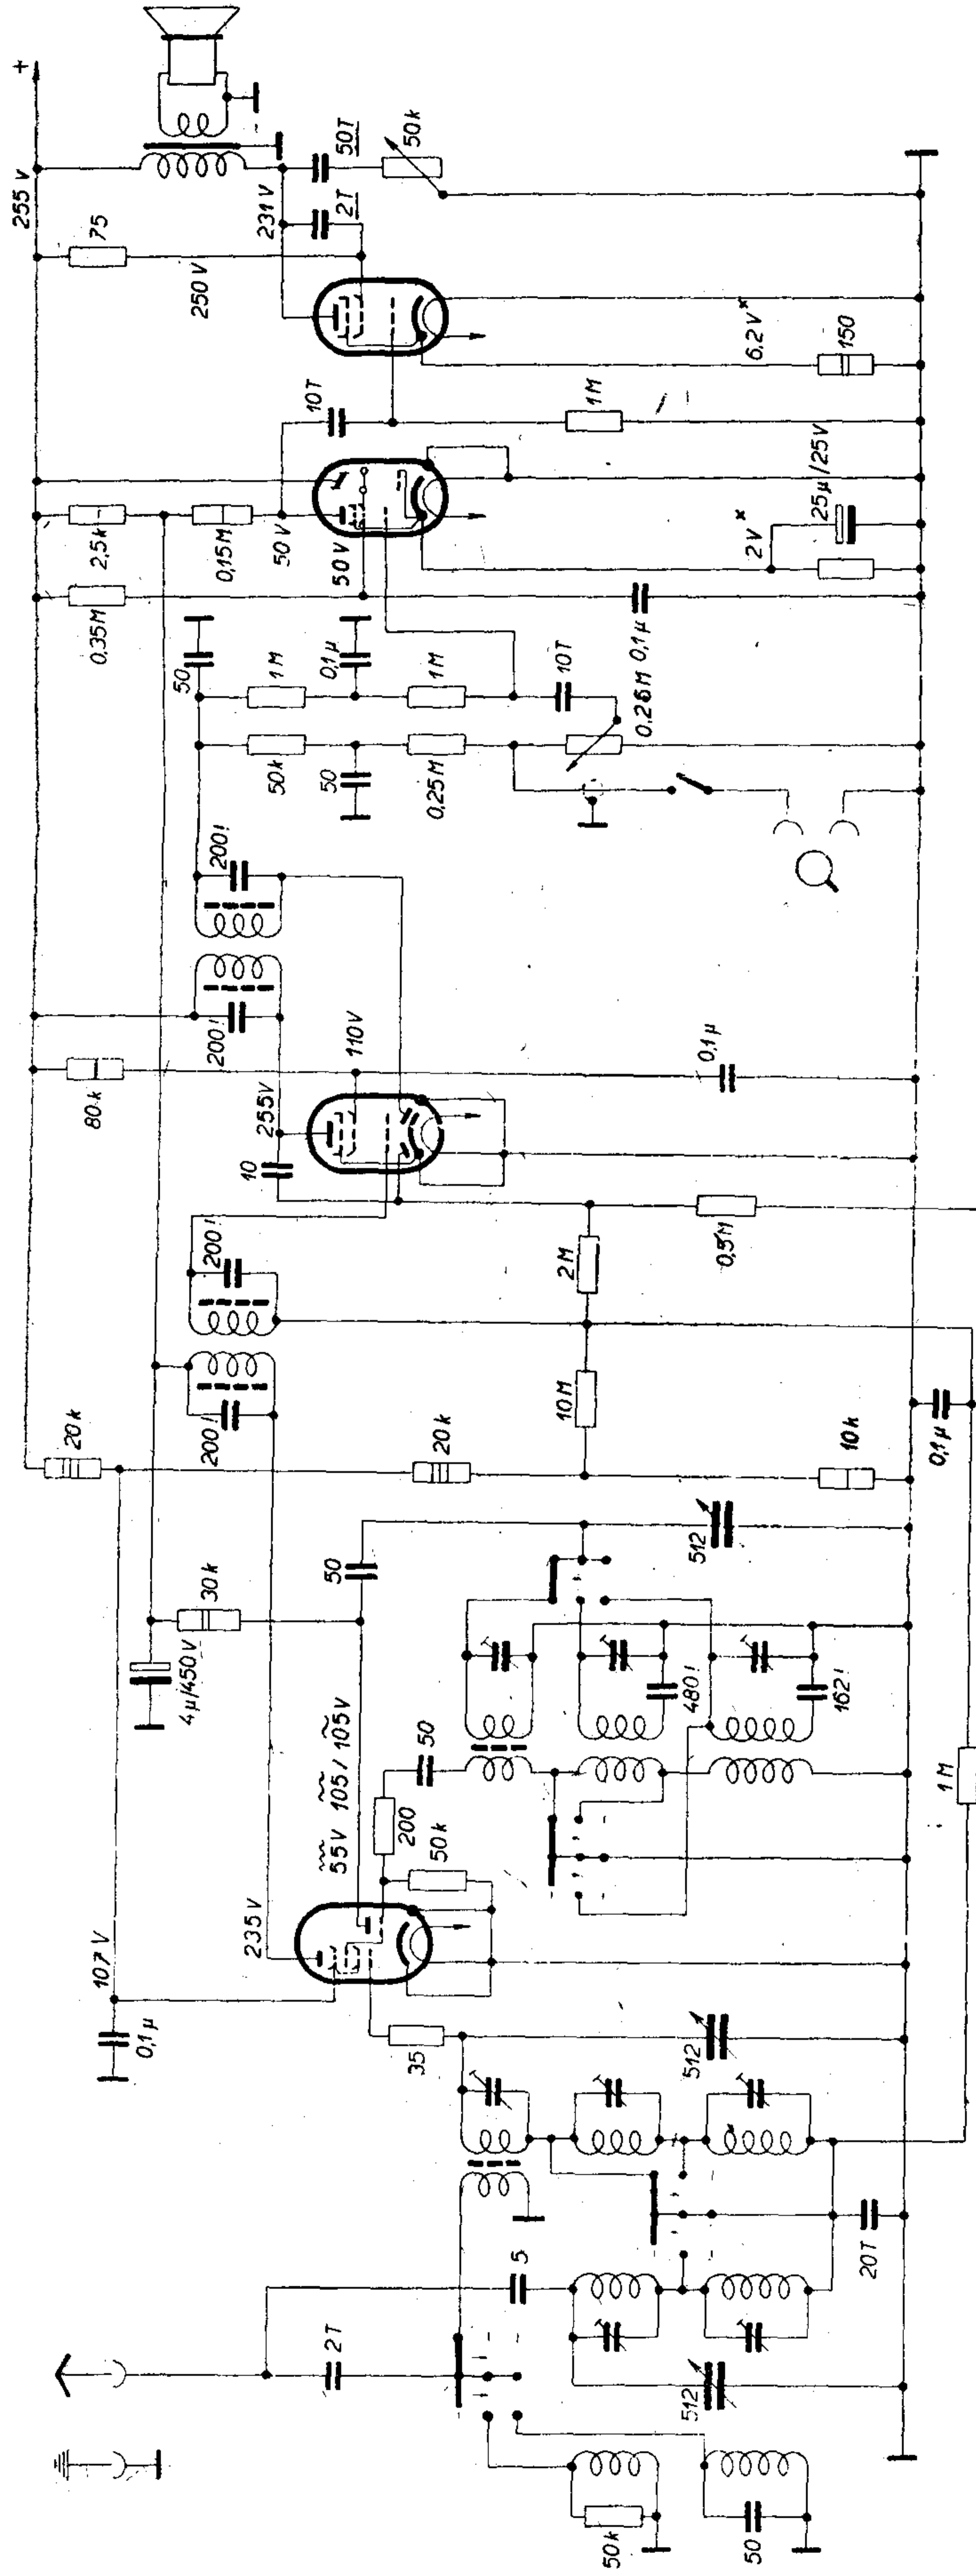 255 V
+
75
250 V
231 V
50T
2T
50k
6,2 V*
150
10T
1M
2,5k
0,15M
50 V
50V
0,35M
2V*
25μ/25V
0,1μ
50
1M
0,1μ
1M
10T
0,26M
50k
50
0,25M
200!
200!
80k
255V
110V
10
0,1μ
200!
200!
2M
0,5M
10M
20k
20k
10k
0,1μ
30k
4μ/450V
50
512
55V 105/105V
50
200
50k
480!
162!
1M
235V
107 V
0,1μ
35
512
5
2T
20T
512
50k
50